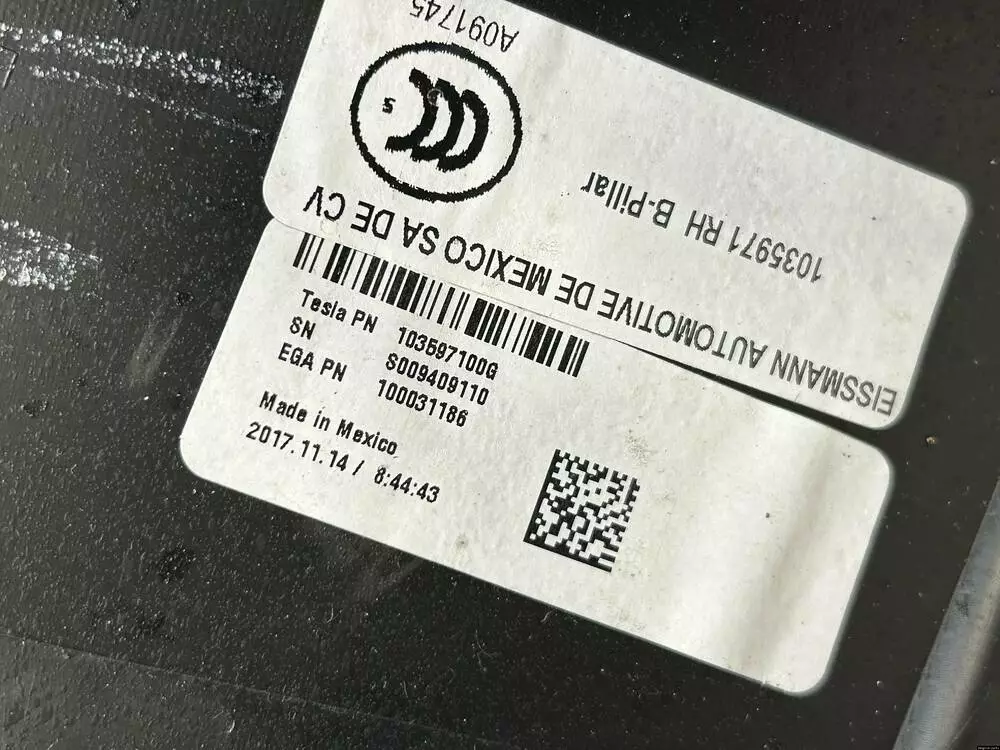 A091745
S
1035971 RH B-Pillar
EISSMANN AUTOMOTIVE DE MEXICO SA DE CV
Tesla PN 103597100G
SN S009409110
EGA PN 100031186
Made in Mexico
2017.11.14 / 8:44:43